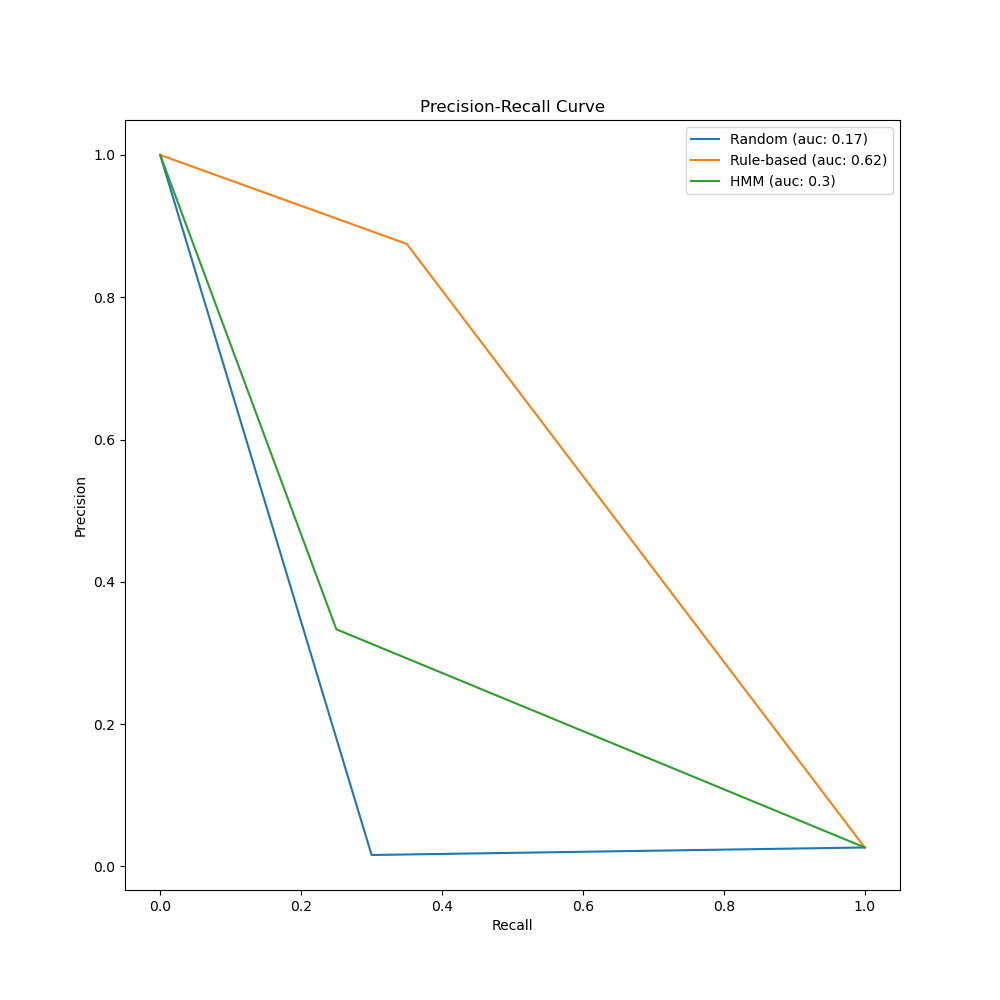 Precision-Recall Curve
Random (auc: 0.17)
Rule-based (auc: 0.62)
HMM (auc: 0.3)
Precision
1.0
0.8
0.6
0.4
0.2
0.0
0.0 0.2 0.4 0.6 0.8 1.0
Recall